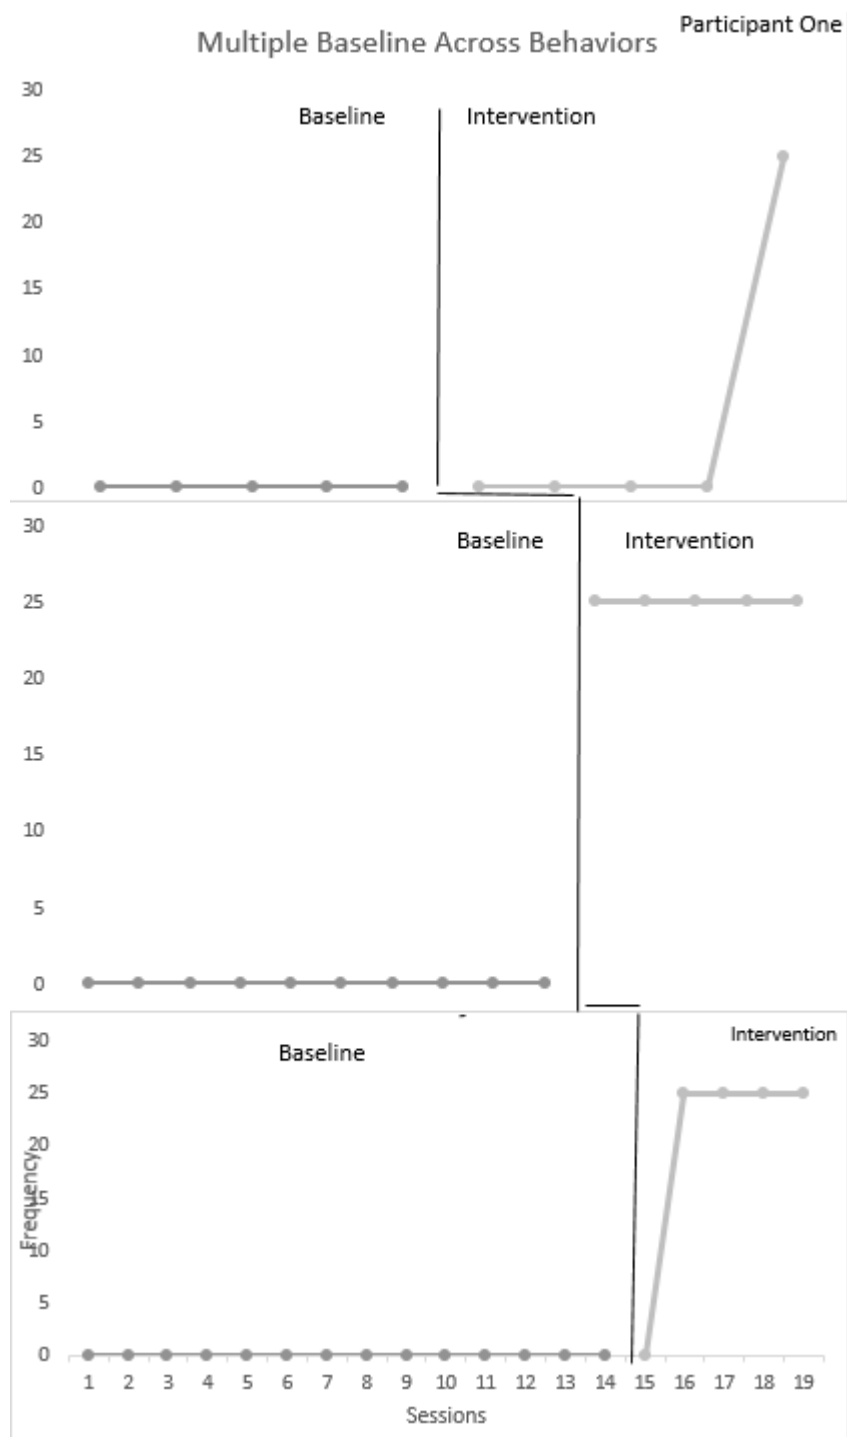 Participant One
Multiple Baseline Across Behaviors
30
Baseline Intervention
25
20
15
10
5
0
30
Baseline Intervention
25
20
15
10
5
0
30
Intervention
Baseline
25
20
15
10
5
0
Frequency
1 2 3 4 5 6 7 8 9 10 11 12 13 14 15 16 17 18 19
Sessions